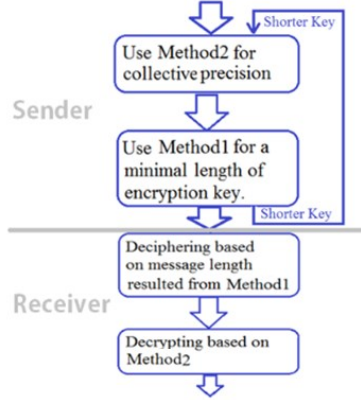 Shorter Key
Use Method2 for
collective precision
Sender
Use Method1 for a
minimal length of
encryption key.
Shorter Key
Deciphering based
on message length
resulted from Method1
Receiver
Decrypting based on
Method2